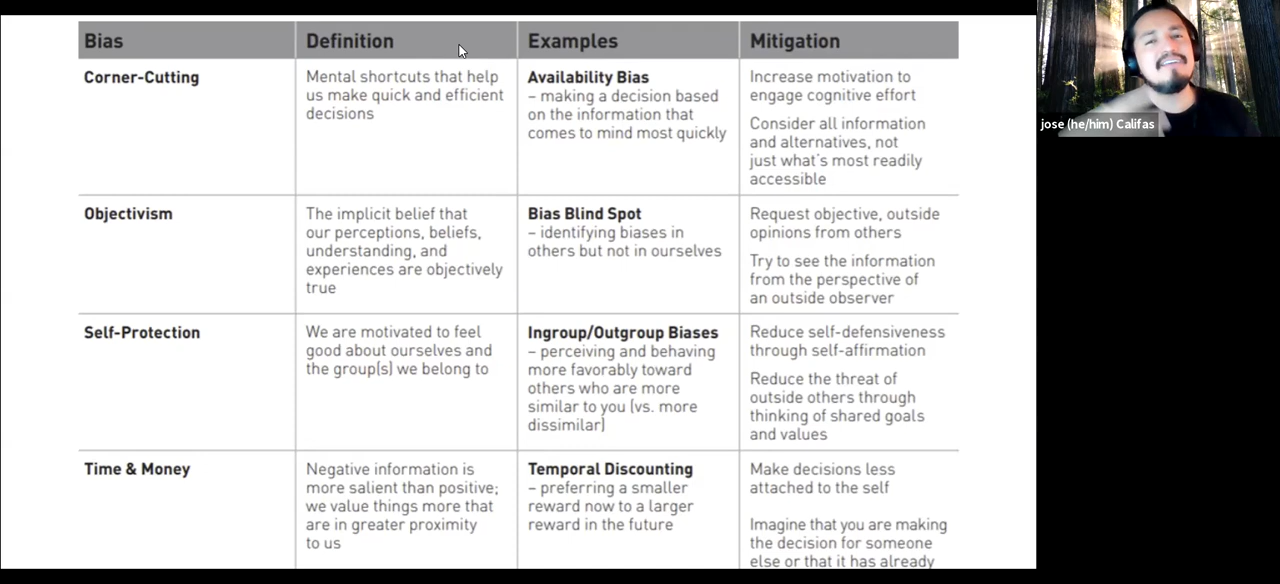 Bias
Definition
Examples
Mitigation
Corner-Cutting
Mental shortcuts that help
us make quick and efficient
decisions
Availability Bias
– making a decision based
on the information that
comes to mind most quickly
Increase motivation to
engage cognitive effort
Consider all information
and alternatives, not
just what's most readily
accessible
Objectivism
The implicit belief that
our perceptions, beliefs,
understanding, and
experiences are objectively
true
Bias Blind Spot
– identifying biases in
others but not in ourselves
Request objective, outside
opinions from others
Try to see the information
from the perspective of
an outside observer
Self-Protection
We are motivated to feel
good about ourselves and
the group(s) we belong to
Ingroup/Outgroup Biases
– perceiving and behaving
more favorably toward
others who are more
similar to you (vs. more
dissimilar)
Reduce self-defensiveness
through self-affirmation
Reduce the threat of
outside others through
thinking of shared goals
and values
Time & Money
Negative information is
more salient than positive;
we value things more that
are in greater proximity
to us
Temporal Discounting
– preferring a smaller
reward now to a larger
reward in the future
Make decisions less
attached to the self
Imagine that you are making
the decision for someone
else or that it has already
jose (he/him) Califas